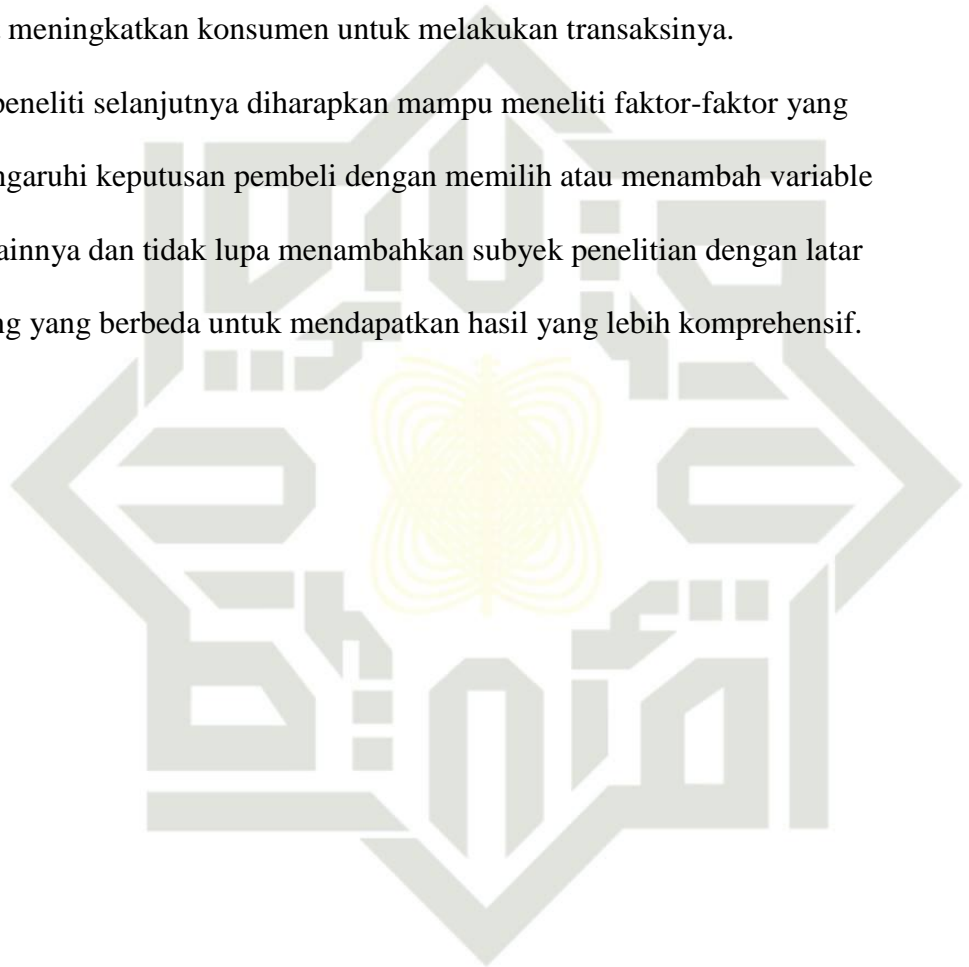 meningkatkan konsumen untuk melakukan transaksinya.
peneliti selanjutnya diharapkan mampu meneliti faktor-faktor yang
ngaruhi keputusan pembeli dengan memilih atau menambah variable
ainnya dan tidak lupa menambahkan subyek penelitian dengan latar
ng yang berbeda untuk mendapatkan hasil yang lebih komprehensif.